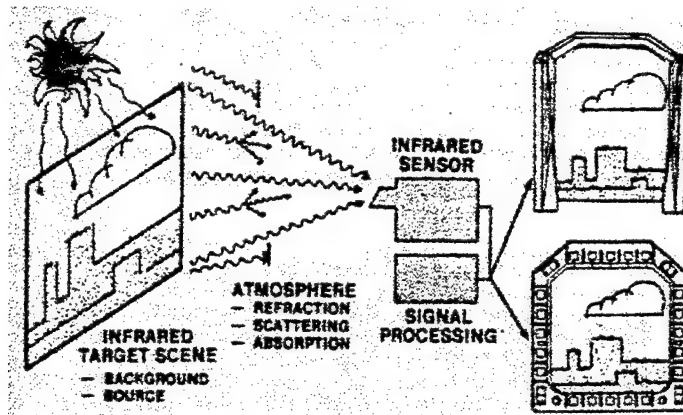 INFRARED
TARGET SCENE
— BACKGROUND
— SOURCE
ATMOSPHERE
— REFRACTION
— SCATTERING
— ABSORPTION
INFRARED
SENSOR
SIGNAL
PROCESSING